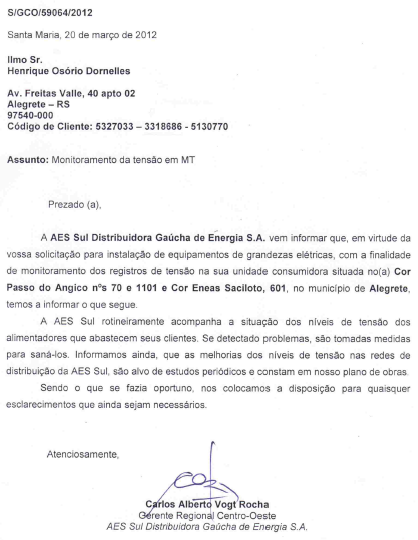 S/GCO/59064/2012
Santa Maria, 20 de março de 2012
Ilmo Sr.
Henrique Osório Dornelles
Av. Freitas Valle, 40 apto 02
Alegrete – RS
97540-000
Código de Cliente: 5327033 – 3318686 - 5130770
Assunto: Monitoramento da tensão em MT
Prezado (a),
A AES Sul Distribuidora Gaúcha de Energia S.A. vem informar que, em virtude da
vossa solicitação para instalação de equipamentos de grandezas elétricas, com a finalidade
de monitoramento dos registros de tensão na sua unidade consumidora situada no(a) Cor
Passo do Angico nºs 70 e 1101 e Cor Eneas Saciloto, 601, no município de Alegrete,
temos a informar o que segue.
A AES Sul rotineiramente acompanha a situação dos níveis de tensão dos
alimentadores que abastecem seus clientes. Se detectado problemas, são tomadas medidas
para saná-los. Informamos ainda, que as melhorias dos níveis de tensão nas redes de
distribuição da AES Sul, são alvo de estudos periódicos e constam em nosso plano de obras.
Sendo o que se fazia oportuno, nos colocamos a disposição para quaisquer
esclarecimentos que ainda sejam necessários.
Atenciosamente,
Carlos Alberto Vogt Rocha
Gerente Regional Centro-Oeste
AES Sul Distribuidora Gaúcha de Energia S.A.